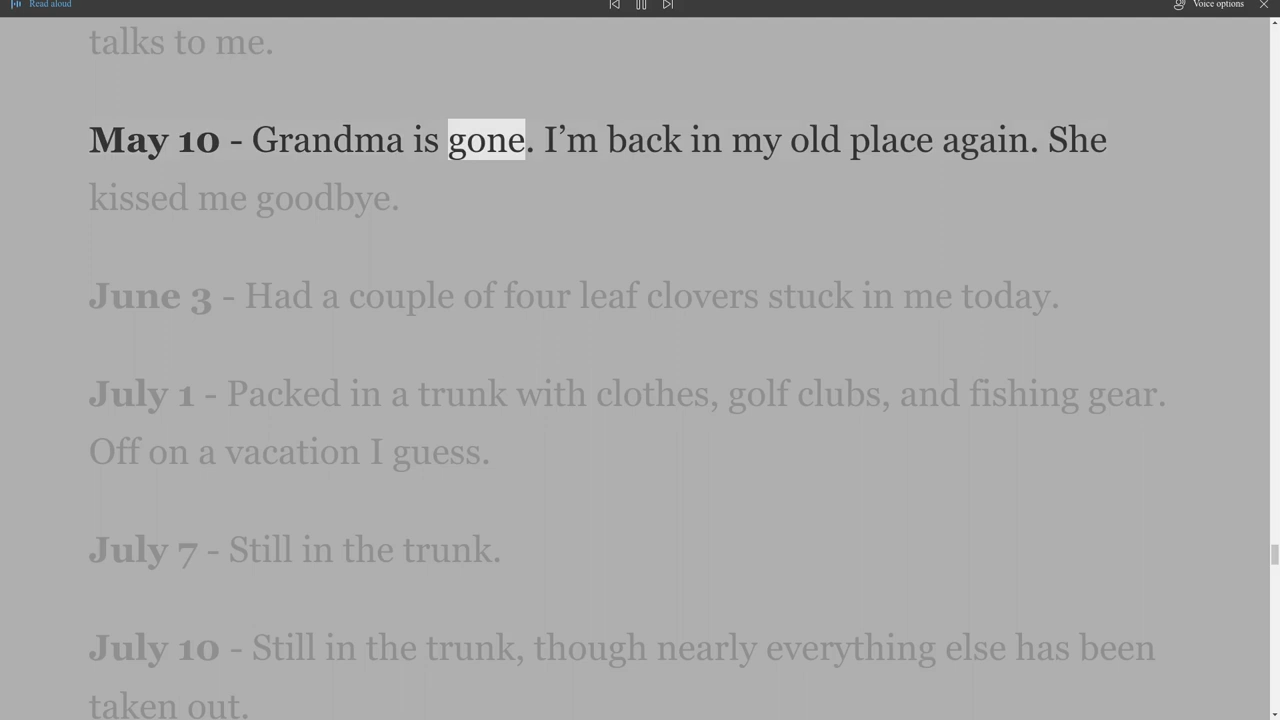 Read aloud
Voice options
talks to me.
May 10 - Grandma is gone. I’m back in my old place again. She
kissed me goodbye.
June 3 - Had a couple of four leaf clovers stuck in me today.
July 1 - Packed in a trunk with clothes, golf clubs, and fishing gear.
Off on a vacation I guess.
July 7 - Still in the trunk.
July 10 - Still in the trunk, though nearly everything else has been
taken out.